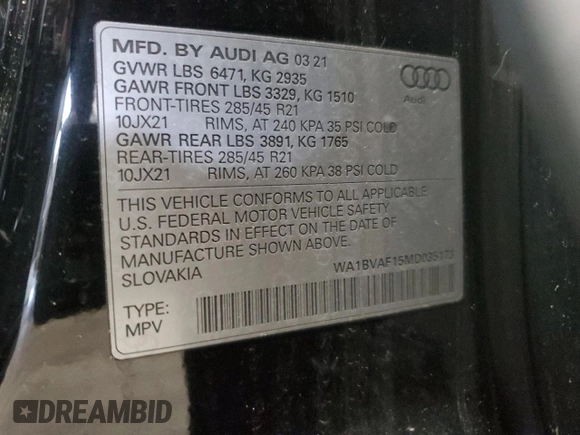 MFD. BY AUDI AG 03 21
GVWR LBS 6471, KG 2935
GAWR FRONT LBS 3329, KG 1510
FRONT-TIRES 285/45 R21
10JX21 RIMS, AT 240 KPA 35 PSI COLD
GAWR REAR LBS 3891, KG 1765
REAR-TIRES 285/45 R21
10JX21 RIMS, AT 260 KPA 38 PSI COLD
Audi
THIS VEHICLE CONFORMS TO ALL APPLICABLE
U.S. FEDERAL MOTOR VEHICLE SAFETY
STANDARDS IN EFFECT ON THE DATE OF
MANUFACTURE SHOWN ABOVE.
SLOVAKIA
WA1BVAF15MD035173
TYPE:
MPV
DREAMBID